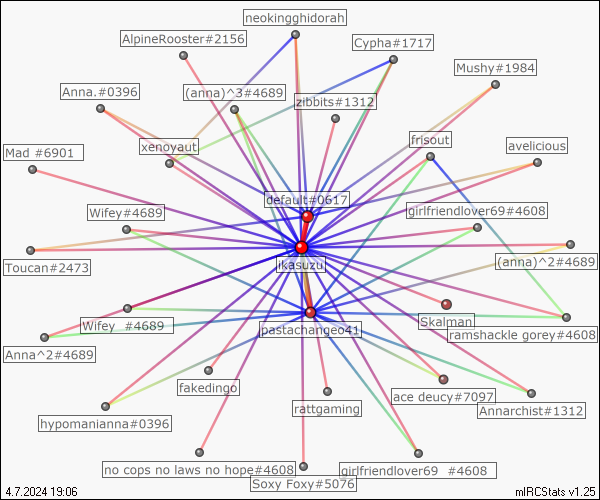 neokingghidorah
AlpineRooster#2156
Cypha#1717
Mushy#1984
Anna.#0396
(anna)^3#4689
zibbits#1312
frisout
xenoyaut
avelicious
Mad #6901
default#0617
Wifey#4689
girlfriendlover69#4608
(anna)^2#4689
Toucan#2473
jkasuzu
Skalman
Wifey #4689
pastachange041
ramshackle gorey#4608
Anna^2#4689
fakedingo
ace deucy#7097
rattgaming
Annarchist#1312
hypomanianna#0396
no cops no laws no hope#4608
girlfriendlover69 #4608
Soxy Foxy#5076
4.7.2024 19:06
mIRCStats v1.25